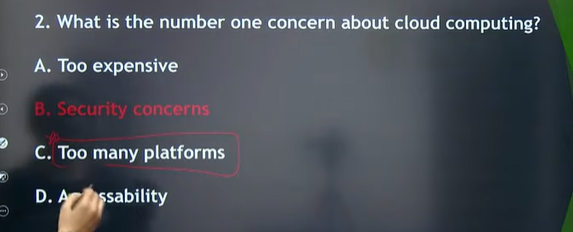 2. What is the number one concern about cloud computing?
A. Too expensive
B. Security concerns
C. Too many platforms
D.